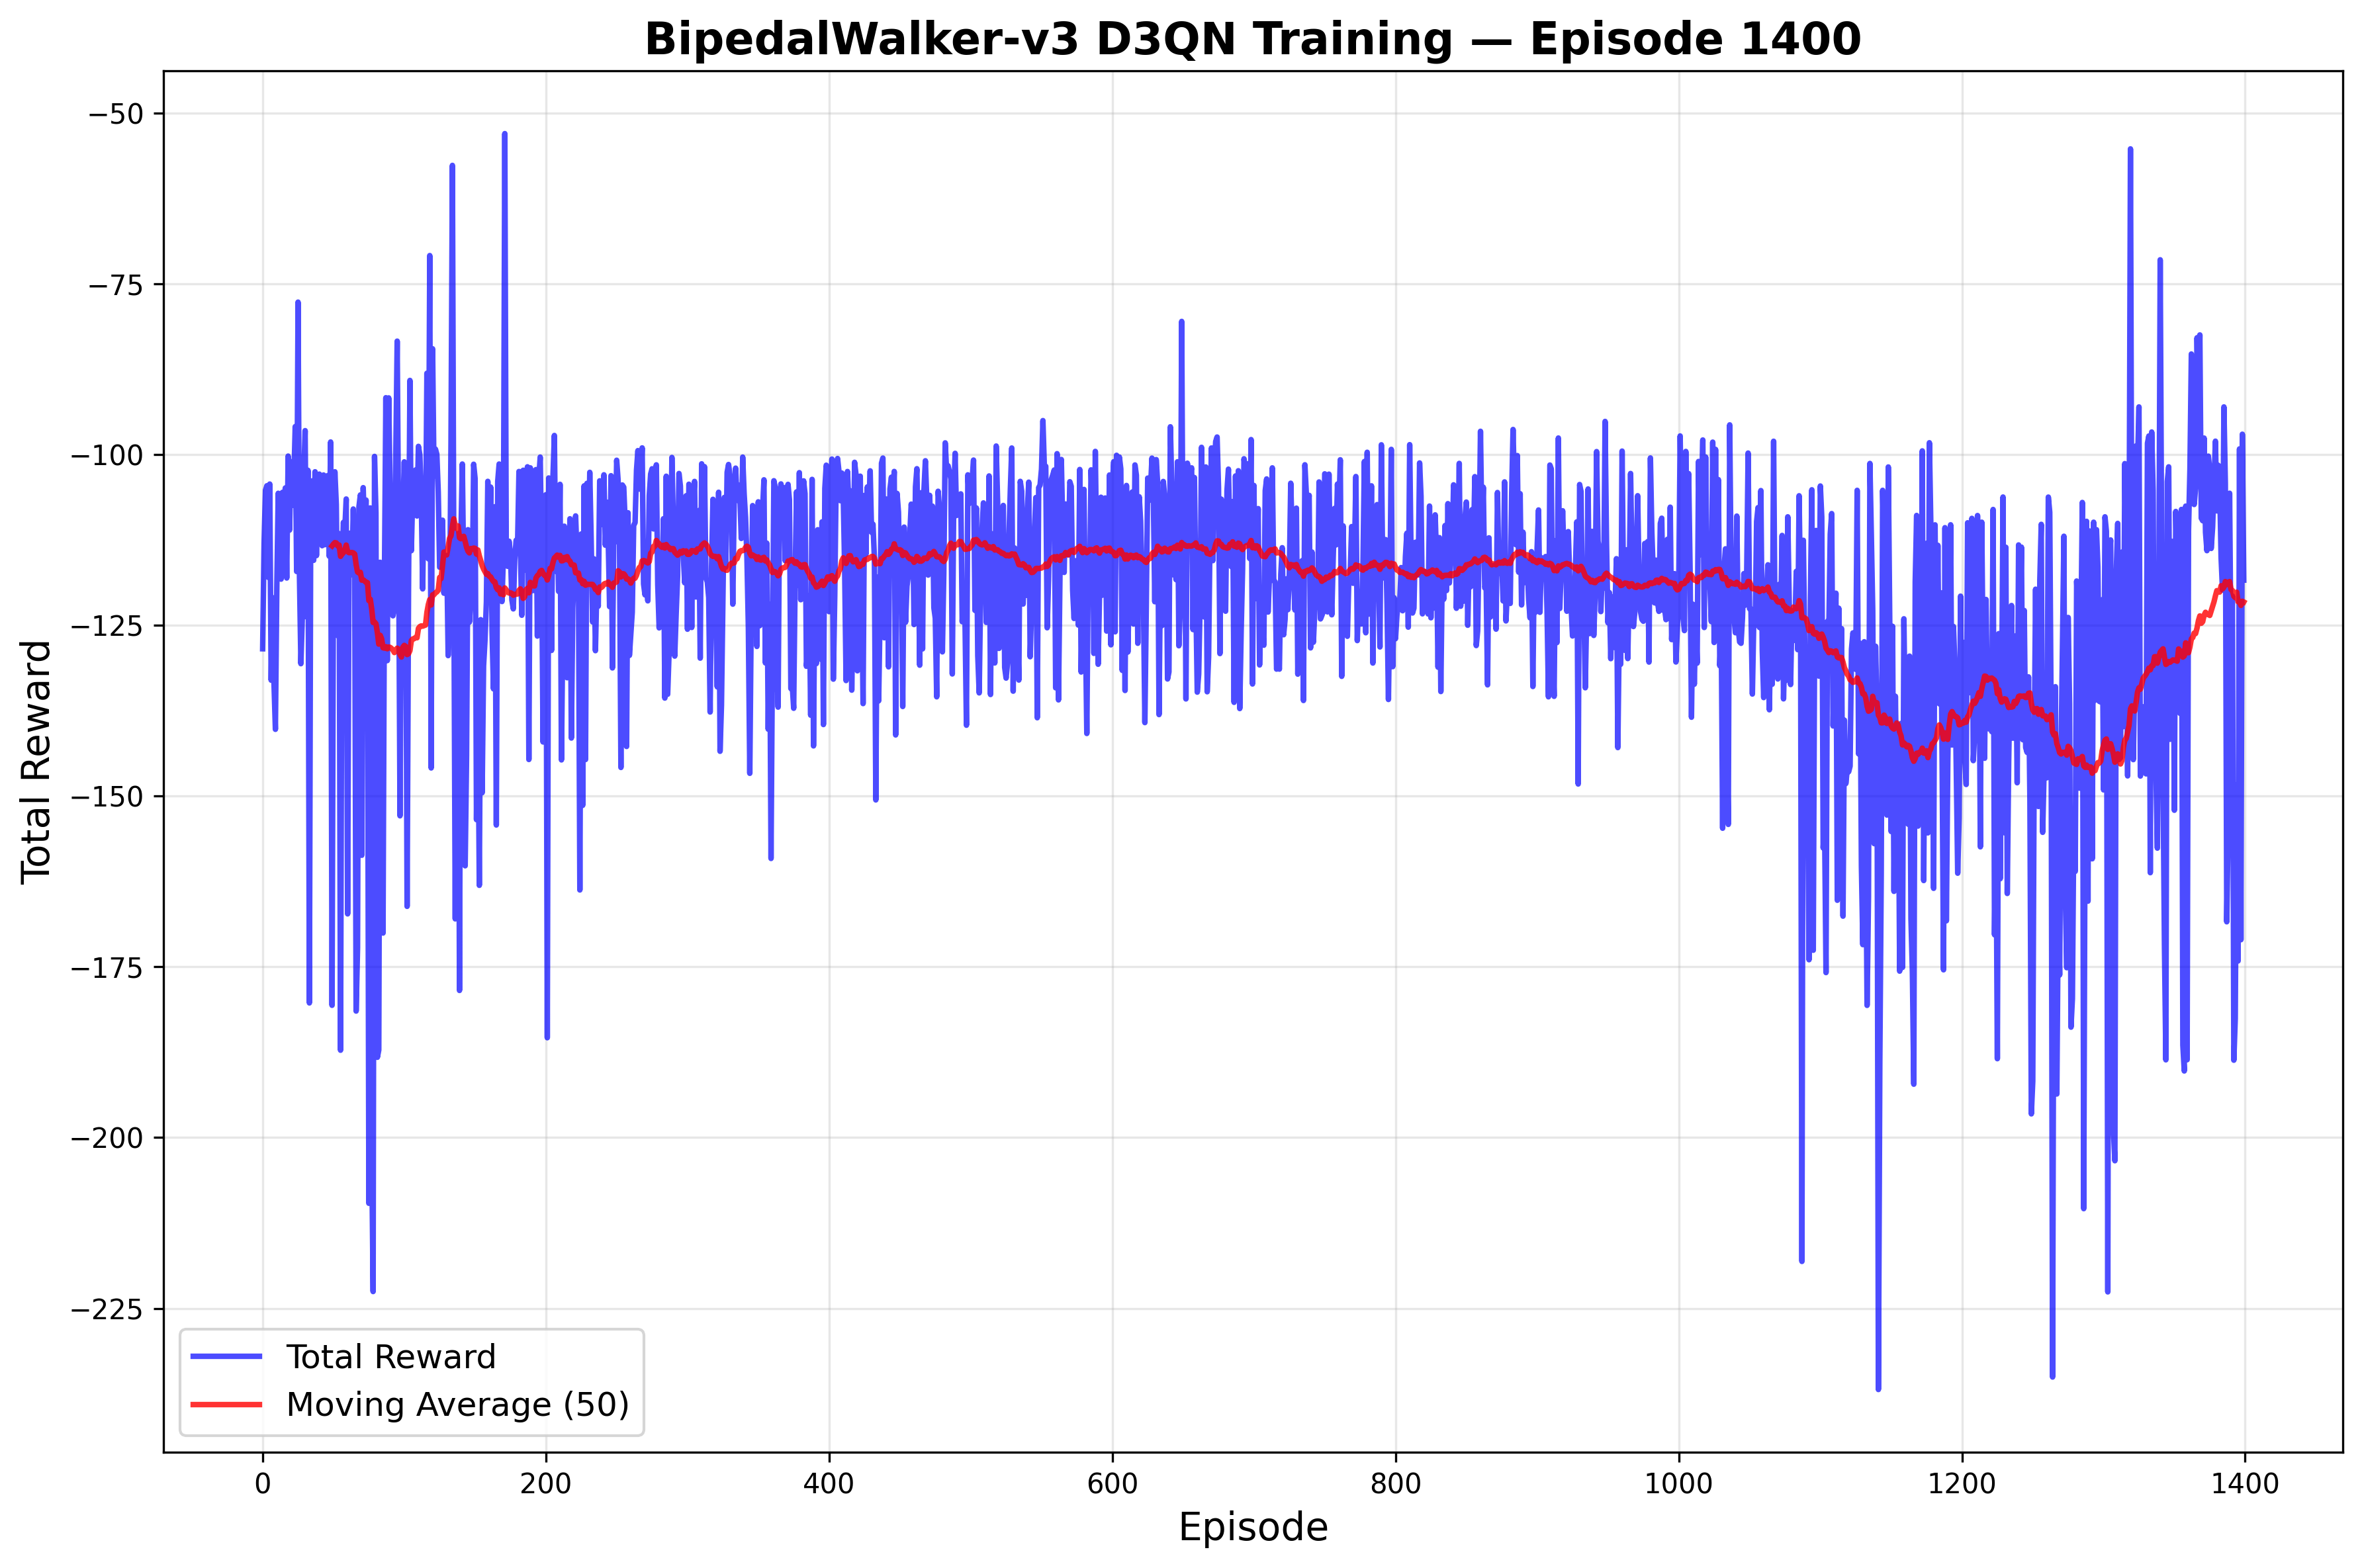 BipedalWalker-v3 D3QN Training — Episode 1400
Total Reward
−50
−75
−100
−125
−150
−175
−200
−225
Total Reward
Moving Average (50)
0 200 400 600 800 1000 1200 1400
Episode